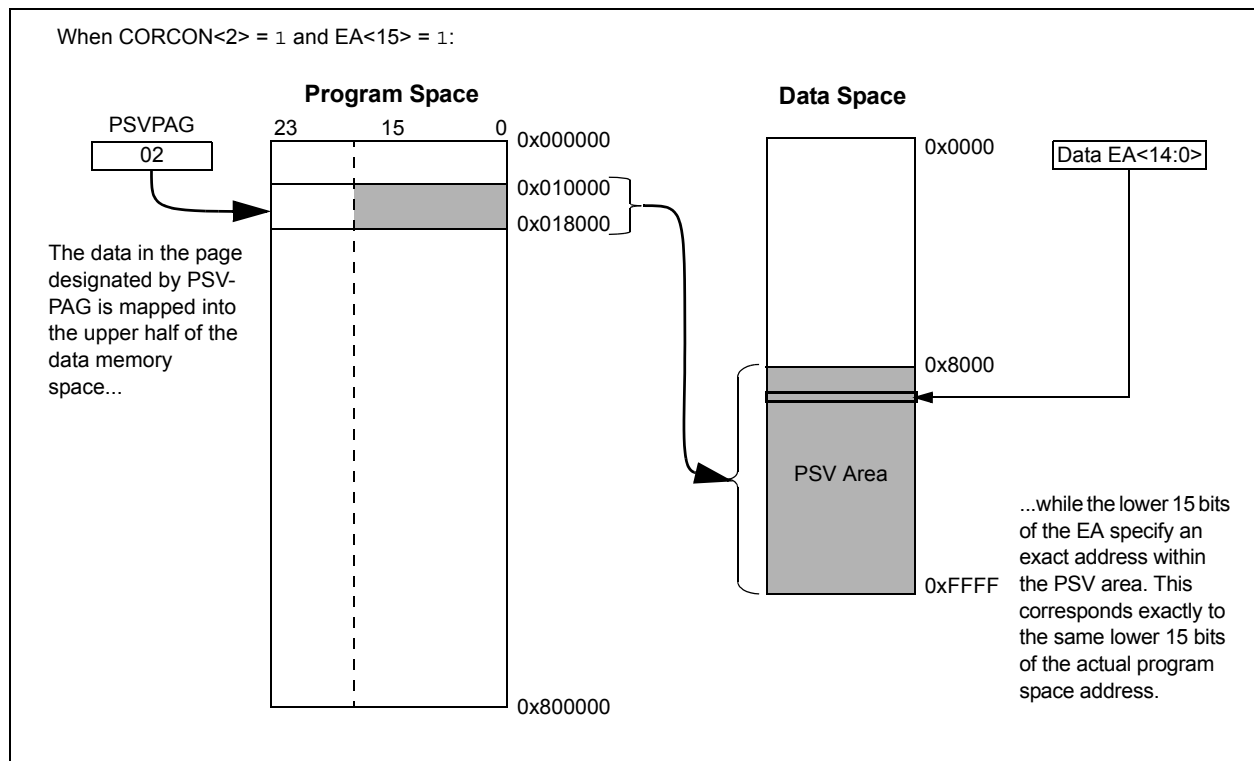 When CORCON<2> = 1 and EA<15> = 1:
Program Space
Data Space
PSVPAG
02
23 15 0
0x000000
0x010000
0x018000
0x800000
The data in the page
designated by PSV-
PAG is mapped into
the upper half of the
data memory
space...
0x0000
0x8000
0xFFFF
PSV Area
Data EA<14:0>
...while the lower 15 bits
of the EA specify an
exact address within
the PSV area. This
corresponds exactly to
the same lower 15 bits
of the actual program
space address.